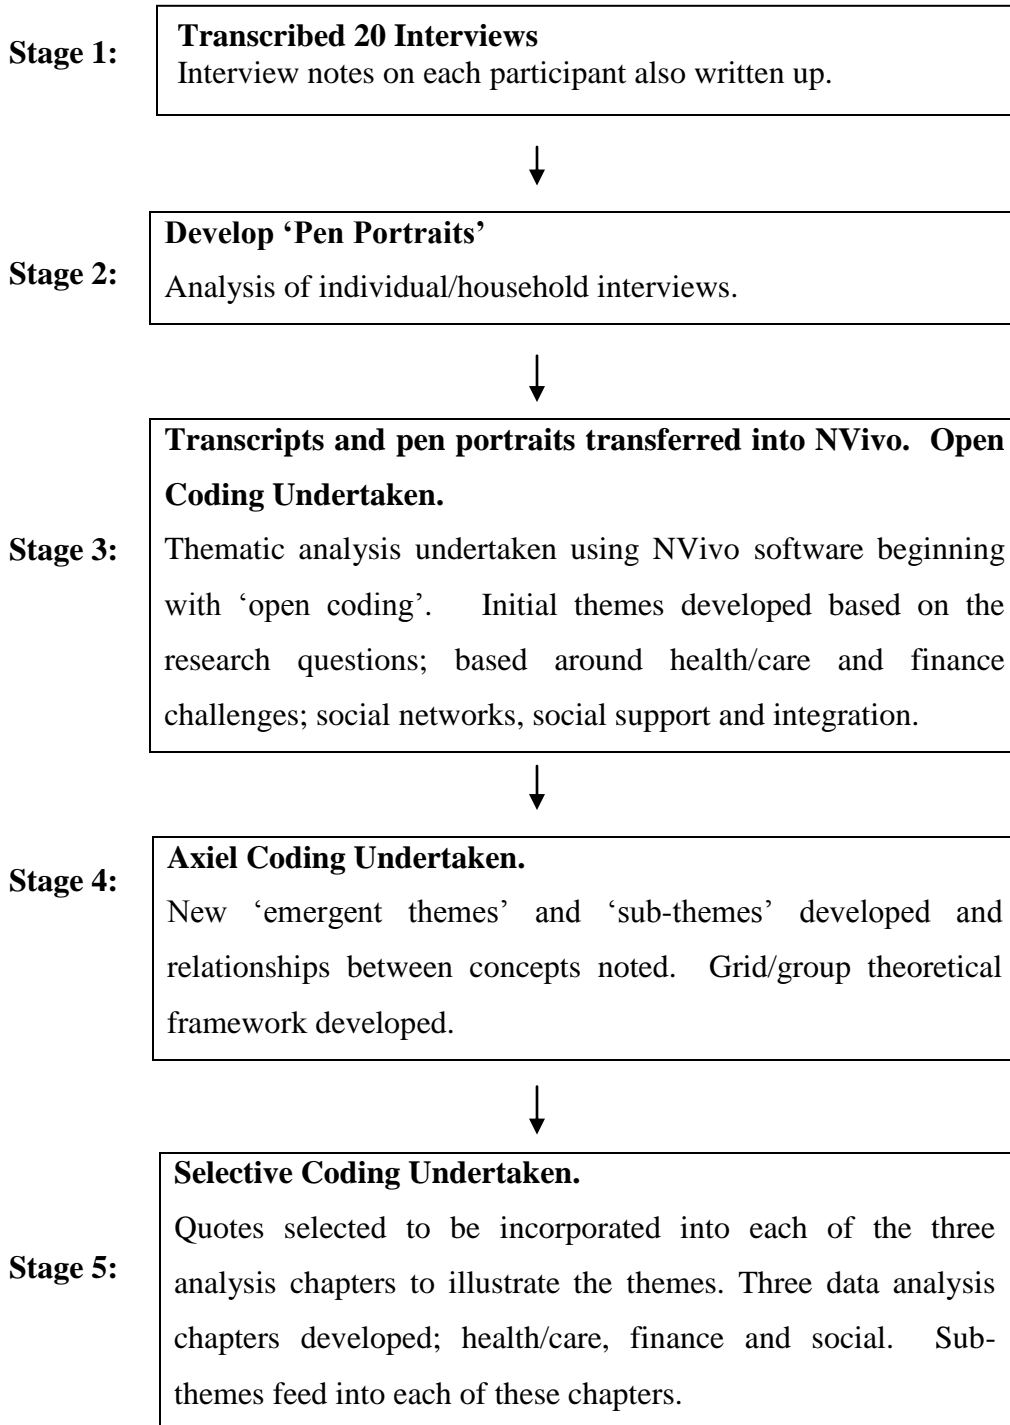 Stage 1:
Transcribed 20 Interviews
Interview notes on each participant also written up.
Stage 2:
Develop ‘Pen Portraits’
Analysis of individual/household interviews.
Stage 3:
Transcripts and pen portraits transferred into NVivo. Open
Coding Undertaken.
Thematic analysis undertaken using NVivo software beginning
with ‘open coding’. Initial themes developed based on the
research questions; based around health/care and finance
challenges; social networks, social support and integration.
Stage 4:
Axiel Coding Undertaken.
New ‘emergent themes’ and ‘sub-themes’ developed and
relationships between concepts noted. Grid/group theoretical
framework developed.
Stage 5:
Selective Coding Undertaken.
Quotes selected to be incorporated into each of the three
analysis chapters to illustrate the themes. Three data analysis
chapters developed; health/care, finance and social. Sub-
themes feed into each of these chapters.